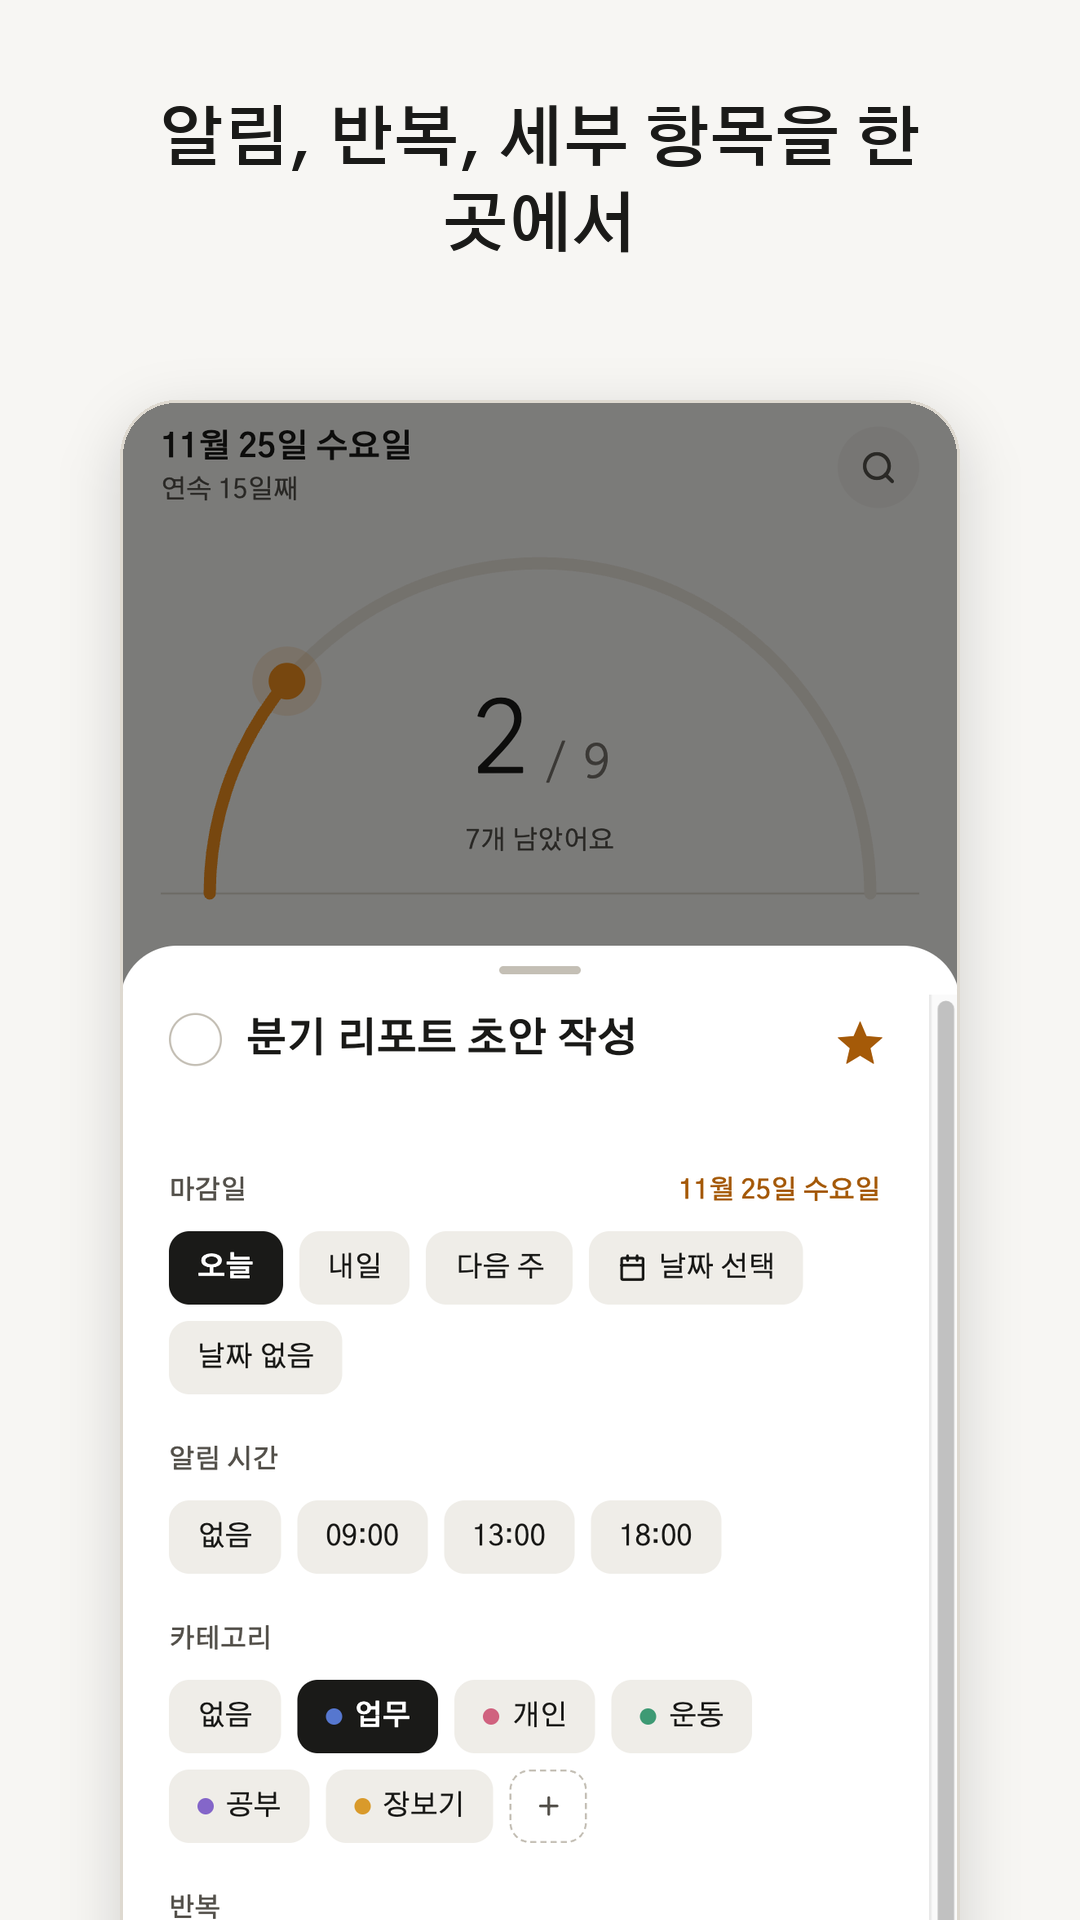 알림, 반복, 세부 항목을 한
곳에서
11월 25일 수요일
연속 15일째
2 / 9
7개 남았어요
분기 리포트 초안 작성
마감일
11월 25일 수요일
오늘
내일
다음 주
날짜 선택
날짜 없음
알림 시간
없음
09:00
13:00
18:00
카테고리
없음
업무
개인
운동
공부
장보기
+
반복